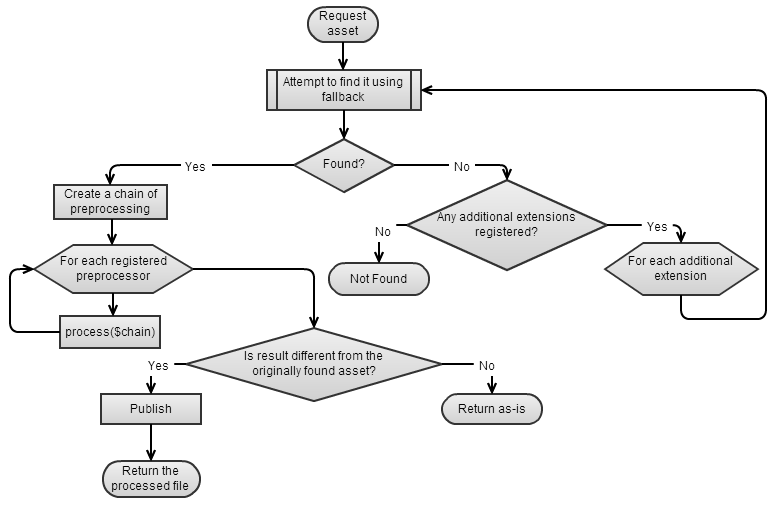 Request
asset
Attempt to find it using
fallback
Found?
Yes
No
Create a chain of
preprocessing
Any additional extensions
registered?
No
Yes
For each registered
preprocessor
Not Found
For each additional
extension
process($chain)
Is result different from the
originally found asset?
Yes
No
Publish
Return as-is
Return the
processed file